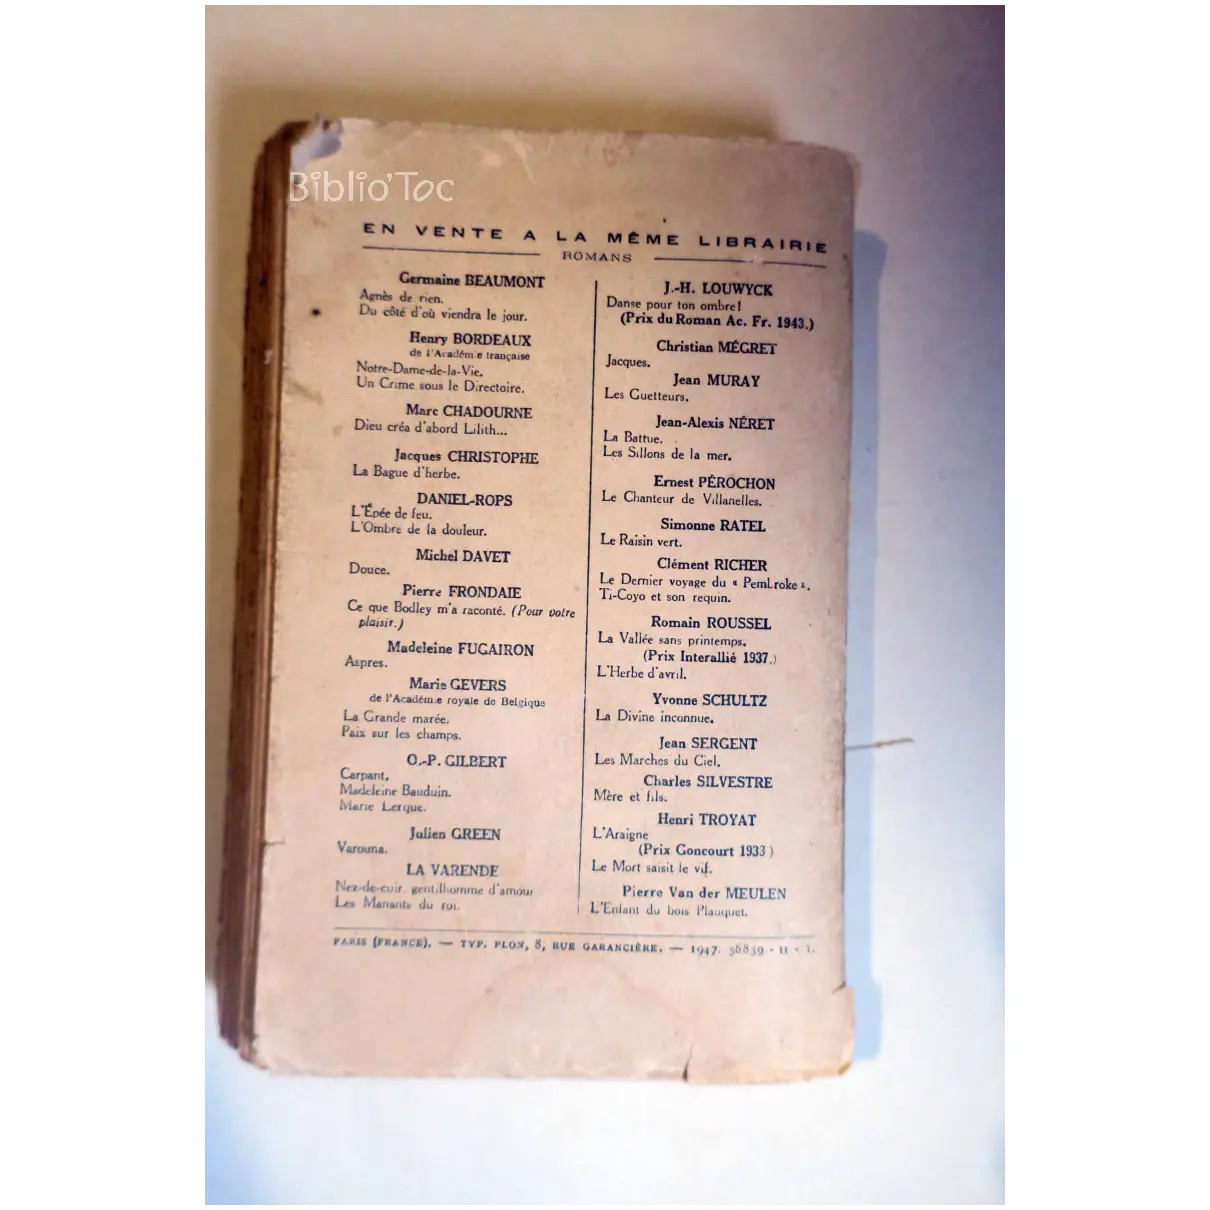 Biblio'Toc
EN VENTE A LA MÊME LIBRAIRIE
ROMANS
Germaine BEAUMONT
Agnès de rien.
Du côté d'où viendra le jour.
Henry BORDEAUX
de l'Académie française
Notre-Dame-de-la-Vie.
Un Crime sous le Directoire.
Marc CHADOURNE
Dieu créa d'abord Lilith...
Jacques CHRISTOPHE
La Bague d'herbe.
DANIEL-ROPS
L'Épée de feu.
L'Ombre de la douleur.
Michel DAVET
Douce.
Pierre FRONDAIE
Ce que Bodley m'a raconté. (Pour votre
plaisir.)
Madeleine FUGAIRON
Aspres.
Marie GEVERS
de l'Académie royale de Belgique
La Grande marée.
Paix sur les champs.
O.-P. GILBERT
Carpant.
Madeleine Bauduin.
Marie Lerque.
Julien GREEN
Varouna.
LA VARENDE
Nez-de-cuir, gentilhomme d'amour
Les Manants du roi.
J.-H. LOUWYCK
Danse pour ton ombre!
(Prix du Roman Ac. Fr. 1943.)
Christian MÉGRET
Jacques.
Jean MURAY
Les Guetteurs.
Jean-Alexis NÉRET
La Battue.
Les Sillons de la mer.
Ernest PÉROCHON
Le Chanteur de Villanelles.
Simonne RATEL
Le Raisin vert.
Clément RICHER
Le Dernier voyage du « Pembroke ».
Ti-Coyo et son requin.
Romain ROUSSEL
La Vallée sans printemps.
(Prix Interallié 1937.)
L'Herbe d'avril.
Yvonne SCHULTZ
La Divine inconnue.
Jean SERGENT
Les Marches du Ciel.
Charles SILVESTRE
Mère et fils.
Henri TROYAT
L'Araigne
(Prix Goncourt 1933)
Le Mort saisit le vif.
Pierre Van der MEULEN
L'Enfant du bois Plauquet.
PARIS (FRANCE). — TYP. PLON, 8, RUE GARANCIÈRE. — 1947. 58839 - II - 1.